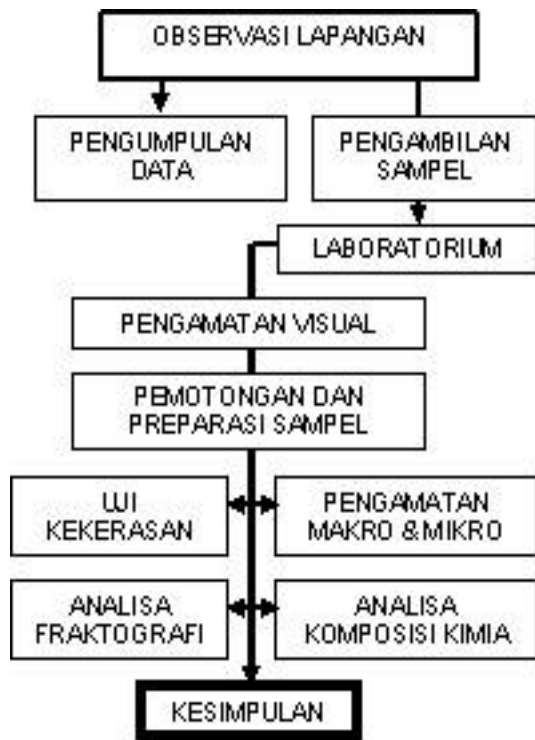 OBSERVASI LAPANGAN
PENGUMPULAN
DATA
PENGAMBILAN
SAMPEL
LABORATORIUM
PENGAMATAN VISUAL
PEMOTONGAN DAN
PREPARASI SAMPEL
UJI
KEKERASAN
PENGAMATAN
MAKRO & MIKRO
ANALISA
FRAKTOGRAFI
ANALISA
KOMPOSISI KIMIA
KESIMPULAN